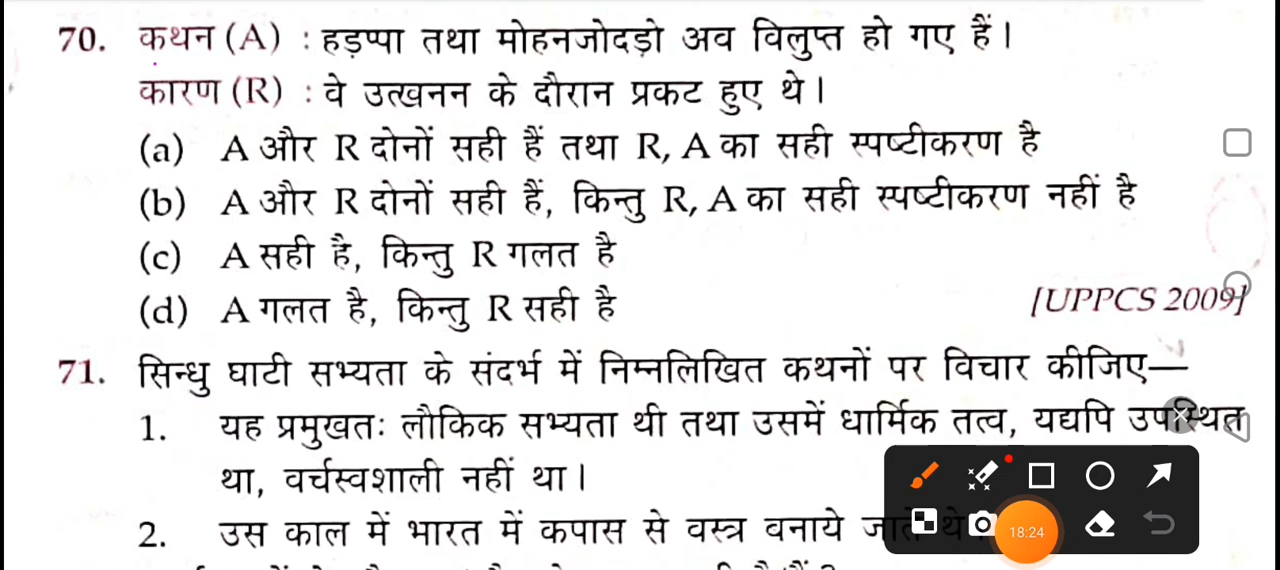 70. कथन (A) : हड़प्पा तथा मोहनजोदड़ो अव विलुप्त हो गए हैं।
कारण (R) : वे उत्खनन के दौरान प्रकट हुए थे।
(a) A और R दोनों सही हैं तथा R, A का सही स्पष्टीकरण है
(b) A और R दोनों सही हैं, किन्तु R, A का सही स्पष्टीकरण नहीं है
(c) A सही है, किन्तु R गलत है
(d) A गलत है, किन्तु R सही है
[UPPCS 2009]
71. सिन्धु घाटी सभ्यता के संदर्भ में निम्नलिखित कथनों पर विचार कीजिए—
1. यह प्रमुखतः लौकिक सभ्यता थी तथा उसमें धार्मिक तत्व, यद्यपि उपस्थित
था, वर्चस्वशाली नहीं था।
2. उस काल में भारत में कपास से वस्त्र वनाये जाते थे
18:24